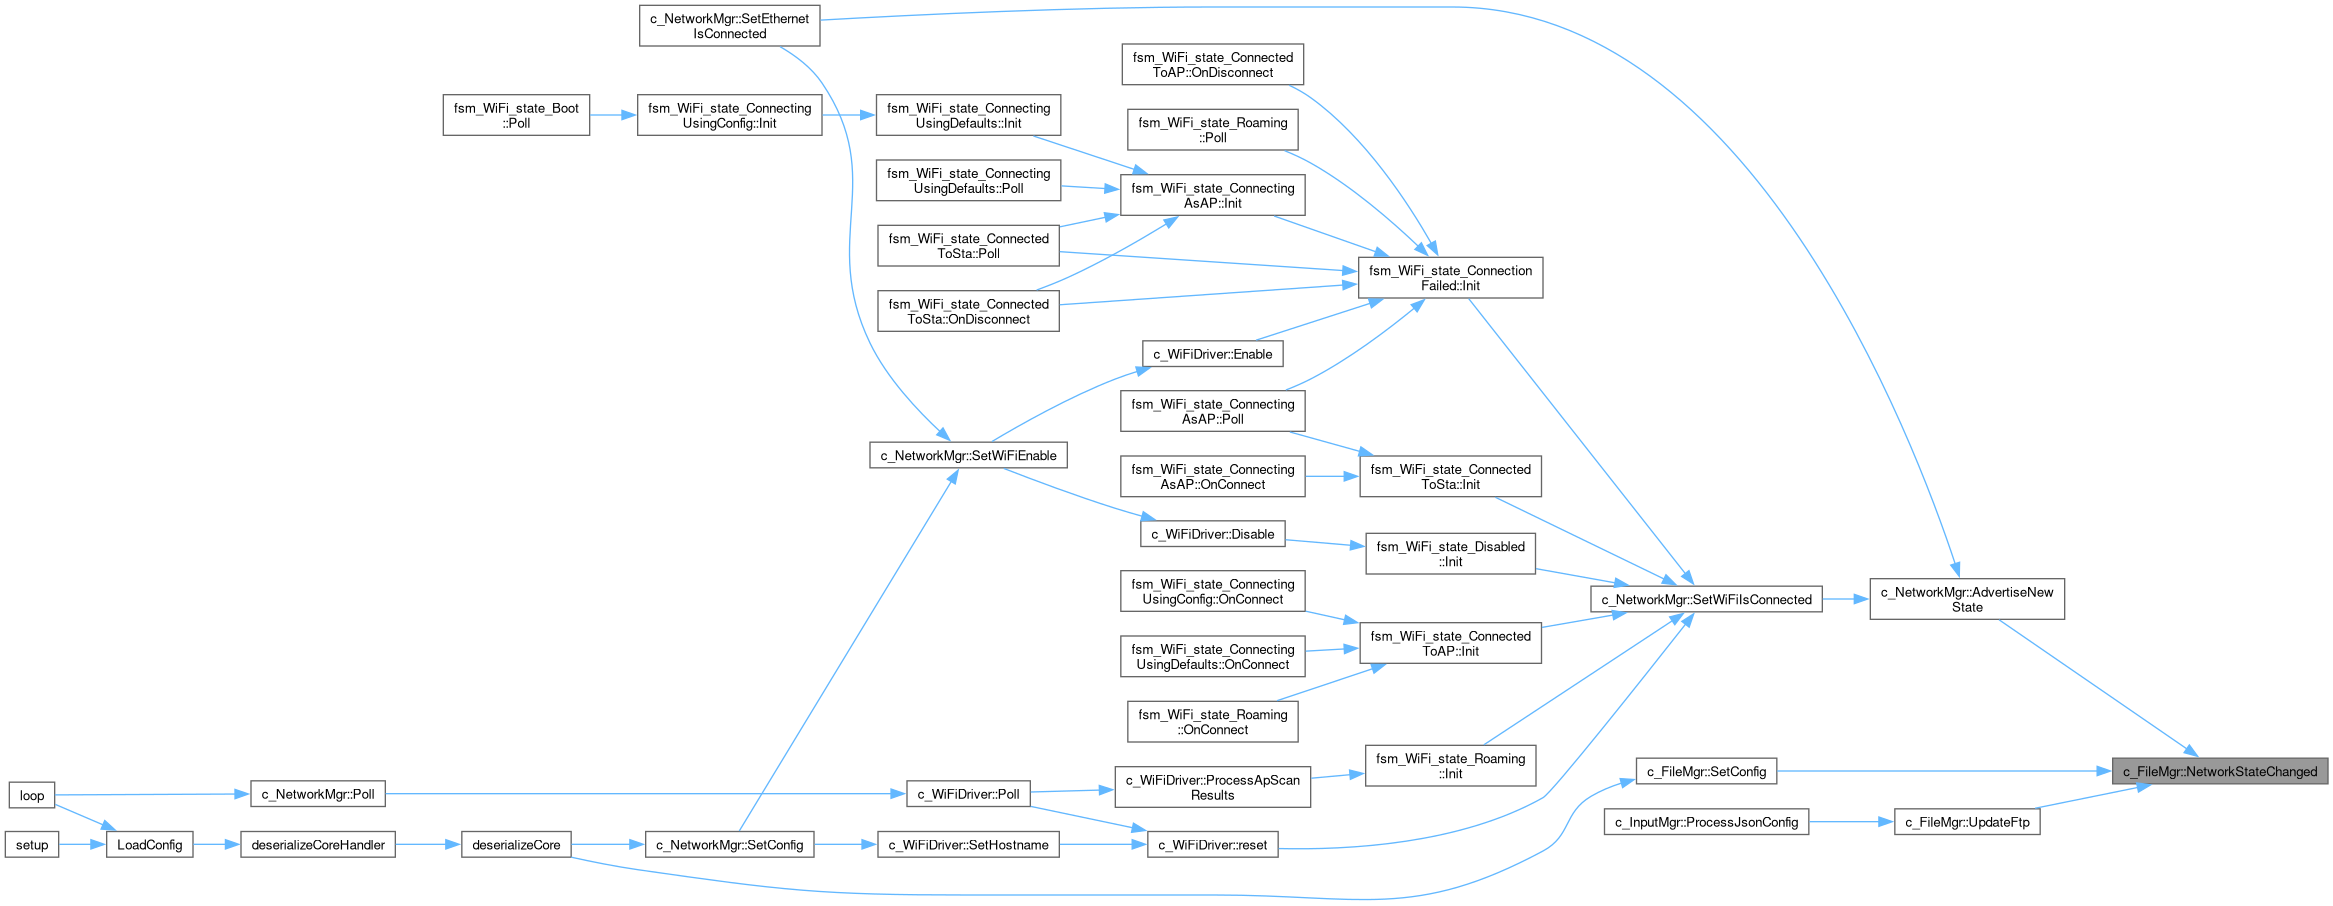 c_NetworkMgr::SetEthernet
IsConnected
fsm_WiFi_state_Connected
ToAP::OnDisconnect
fsm_WiFi_state_Boot
::Poll
fsm_WiFi_state_Connecting
UsingConfig::Init
fsm_WiFi_state_Connecting
UsingDefaults::Init
fsm_WiFi_state_Roaming
::Poll
fsm_WiFi_state_Connecting
UsingDefaults::Poll
fsm_WiFi_state_Connecting
AsAP::Init
fsm_WiFi_state_Connected
ToSta::Poll
fsm_WiFi_state_Connection
Failed::Init
fsm_WiFi_state_Connected
ToSta::OnDisconnect
c_WiFiDriver::Enable
fsm_WiFi_state_Connecting
AsAP::Poll
c_NetworkMgr::SetWiFiEnable
fsm_WiFi_state_Connecting
AsAP::OnConnect
fsm_WiFi_state_Connected
ToSta::Init
c_WiFiDriver::Disable
fsm_WiFi_state_Disabled
::Init
fsm_WiFi_state_Connecting
UsingConfig::OnConnect
c_NetworkMgr::SetWiFiIsConnected
c_NetworkMgr::AdvertiseNew
State
fsm_WiFi_state_Connecting
UsingDefaults::OnConnect
fsm_WiFi_state_Connected
ToAP::Init
fsm_WiFi_state_Roaming
::OnConnect
fsm_WiFi_state_Roaming
::Init
c_FileMgr::SetConfig
c_FileMgr::NetworkStateChanged
loop
c_NetworkMgr::Poll
c_WiFiDriver::Poll
c_WiFiDriver::ProcessApScan
Results
c_InputMgr::ProcessJsonConfig
c_FileMgr::UpdateFtp
setup
LoadConfig
deserializeCoreHandler
deserializeCore
c_NetworkMgr::SetConfig
c_WiFiDriver::SetHostname
c_WiFiDriver::reset